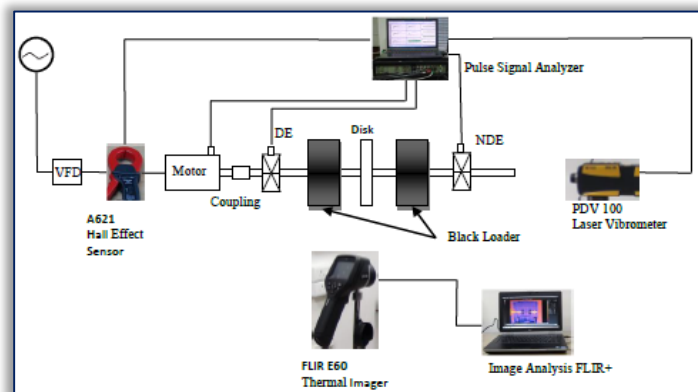 Pulse Signal Analyzer
DE
Disk
NDE
VFD
Motor
Coupling
A621
Hall Effect
Sensor
Black Loader
PDV 100
Laser Vibrometer
FLIR E60
Thermal Imager
Image Analysis FLIR+